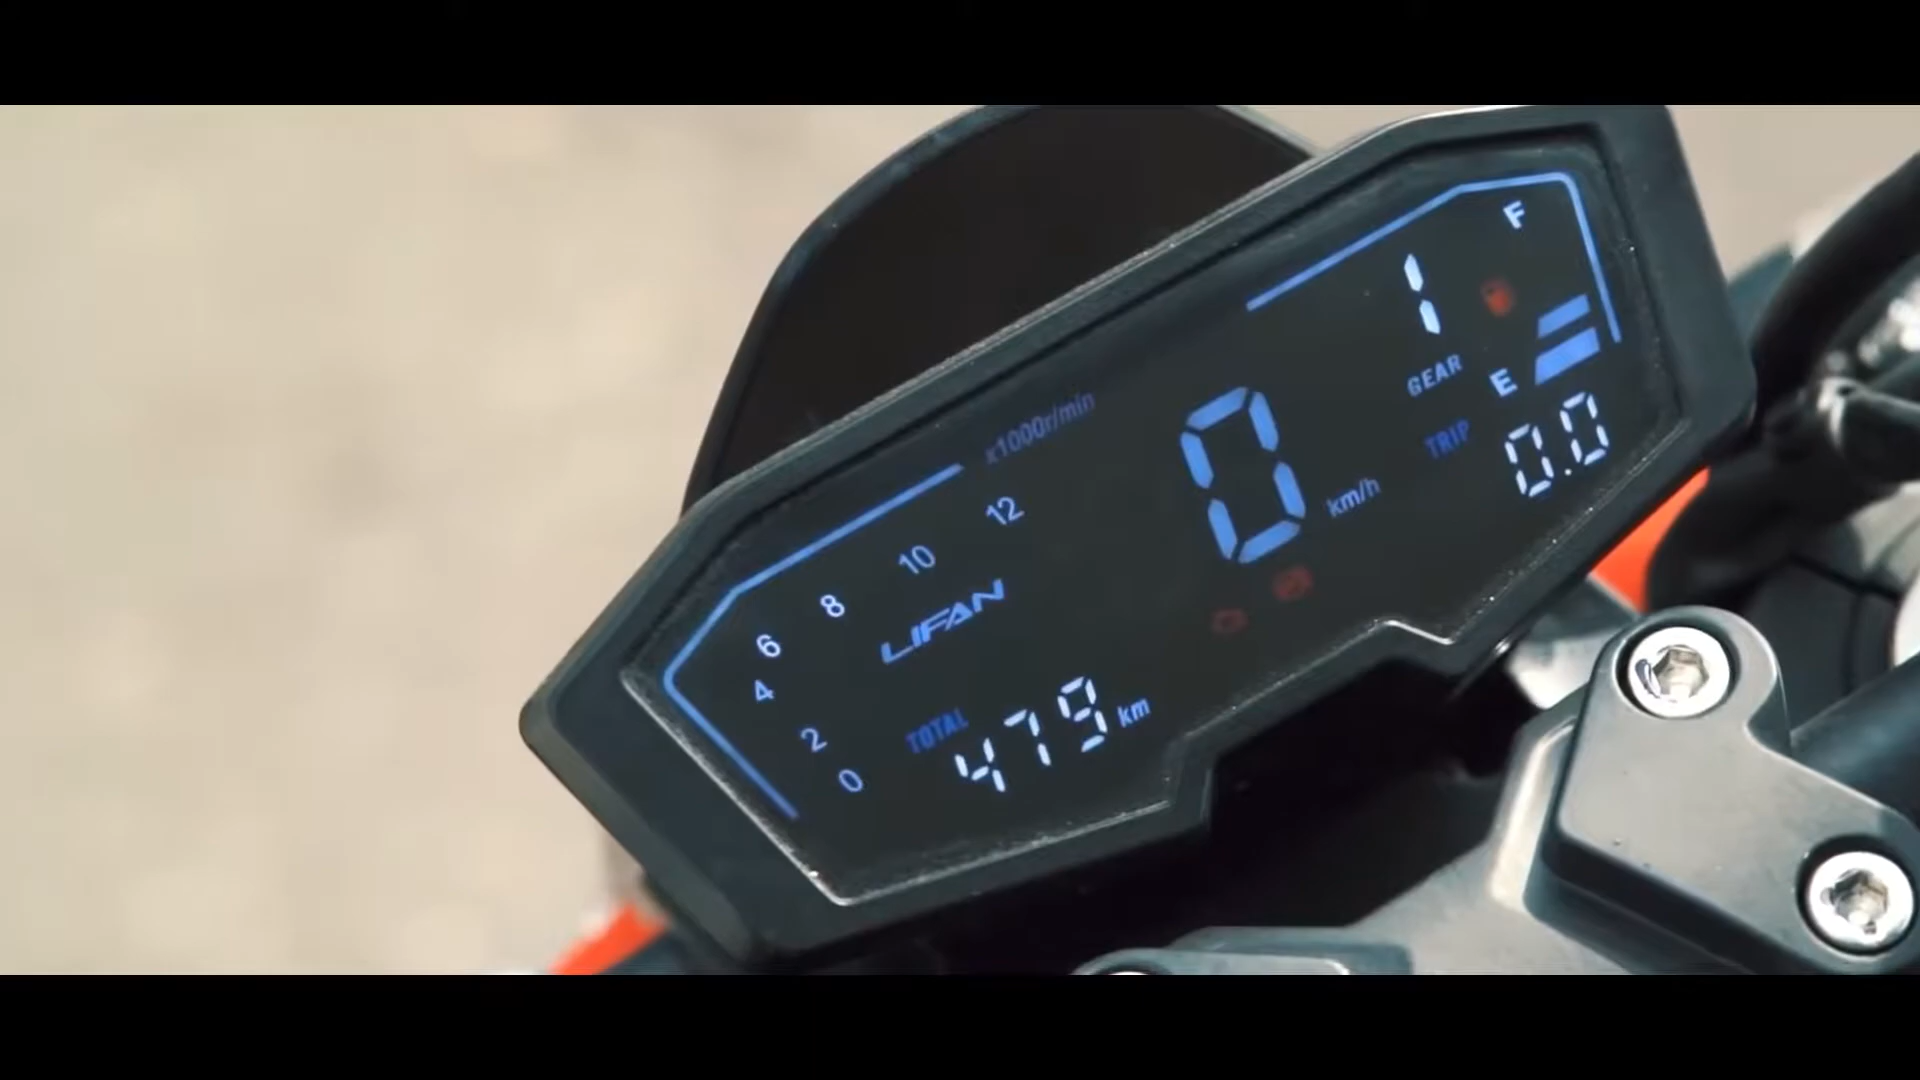 F
1
GEAR
E
x1000r/min
0
km/h
TRIP
0.0
12
10
8
6
4
2
0
LIFAN
TOTAL
479 km